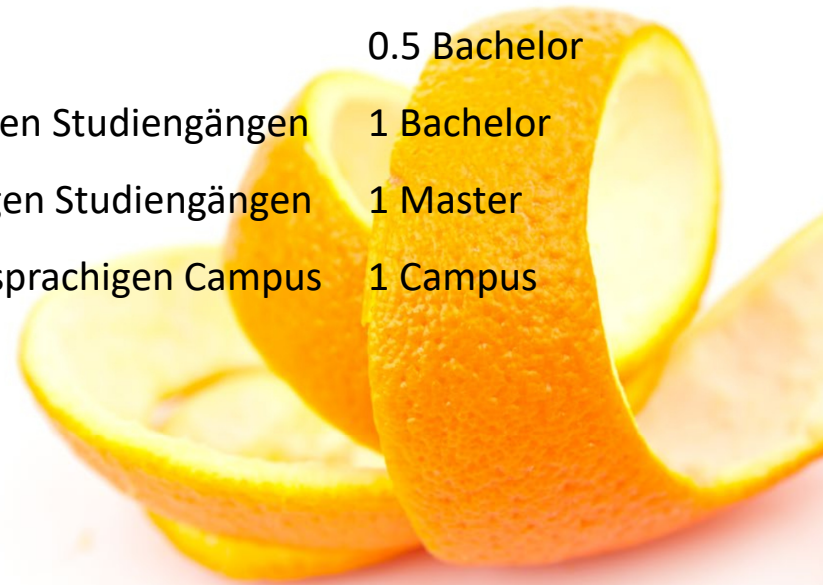 0.5 Bachelor
en Studiengängen 1 Bachelor
gen Studiengängen 1 Master
sprachigen Campus 1 Campus